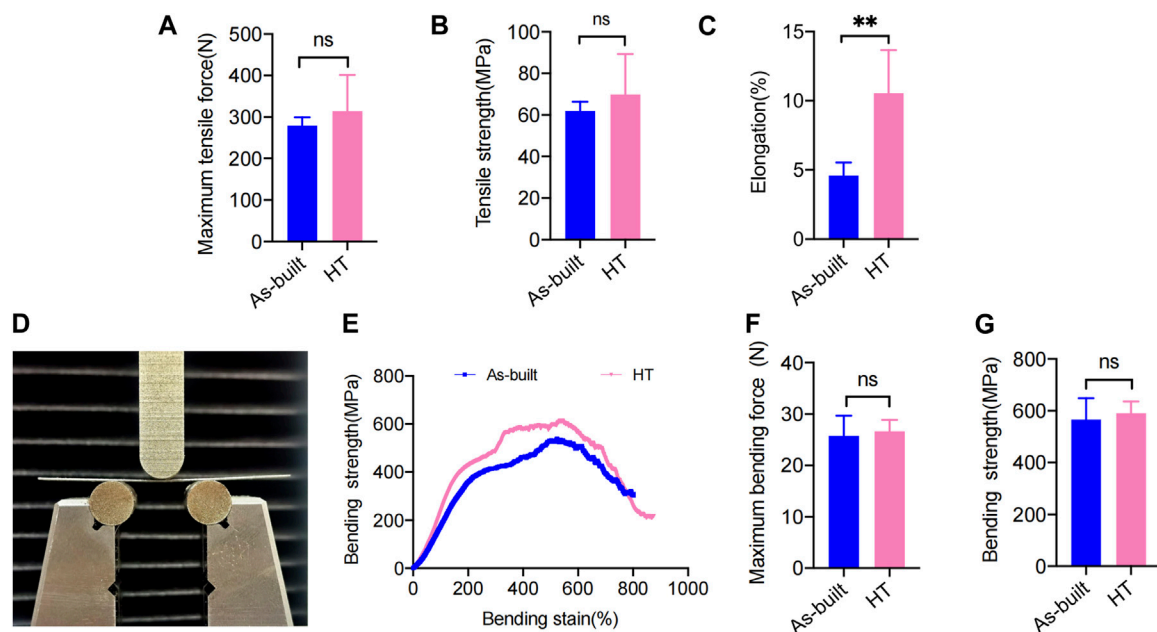 A
Maximum tensile force(N)
500
400
300
200
100
0
ns
As-built
HT
B
Tensile strength(MPa)
100
80
60
40
20
0
ns
As-built
HT
C
Elongation(%)
15
10
5
0
**
As-built
HT
D
E
Bending strength(MPa)
800
600
400
200
0
As-built
HT
0 200 400 600 800 1000
Bending stain(%)
F
Maximum bending force (N)
40
30
20
10
0
ns
As-built
HT
G
Bending strength(MPa)
800
600
400
200
0
ns
As-built
HT